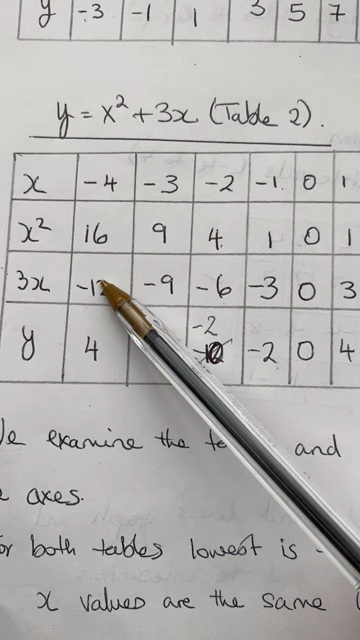 y -3 -1 1 3 5 7
y = x² + 3x (Table 2).
x -4 -3 -2 -1 0 1
x² 16 9 4 1 0 1
3x -9 -6 -3 0 3
y 4 -2 -2 0 4
examine the and
axes.
both tables lowest is -
x values are the same